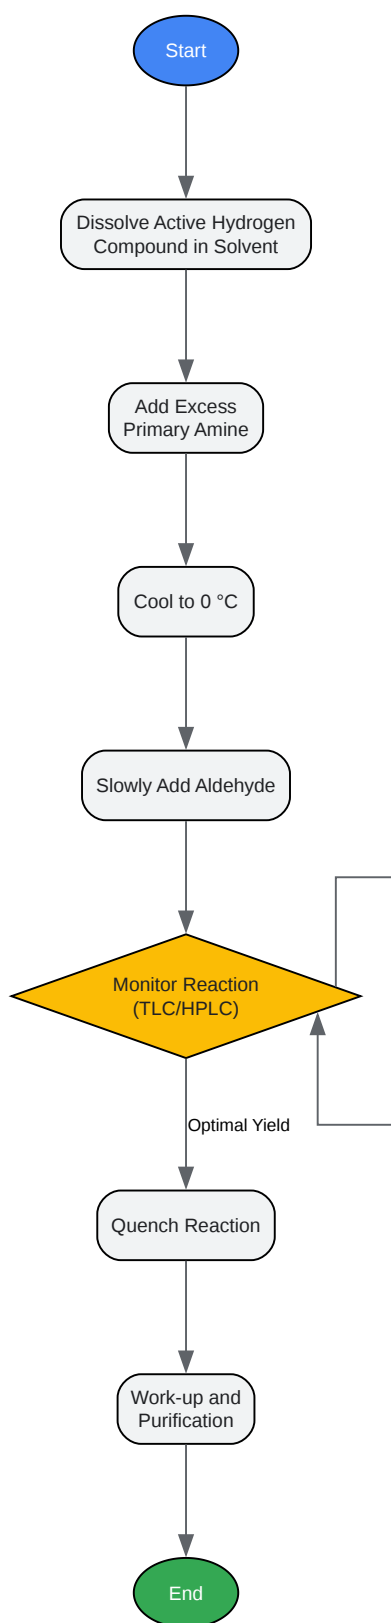 Start
Dissolve Active Hydrogen
Compound in Solvent
Add Excess
Primary Amine
Cool to 0 °C
Slowly Add Aldehyde
Monitor Reaction
(TLC/HPLC)
Optimal Yield
Quench Reaction
Work-up and
Purification
End